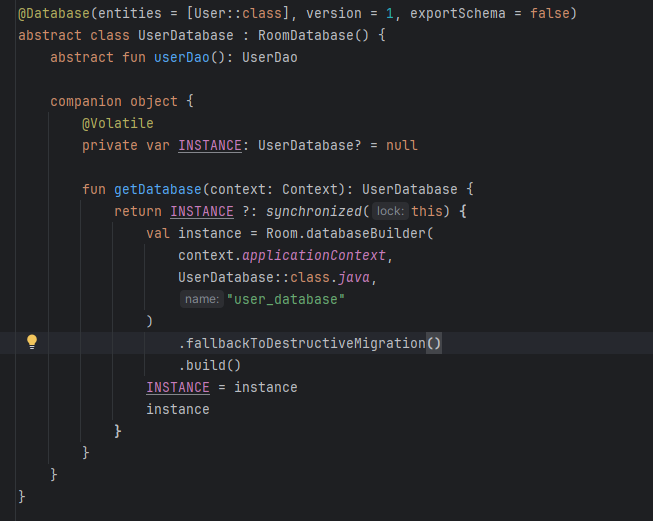 @Database(entities = [User::class], version = 1, exportSchema = false)
abstract class UserDatabase : RoomDatabase() {
    abstract fun userDao(): UserDao

    companion object {
        @Volatile
        private var INSTANCE: UserDatabase? = null

        fun getDatabase(context: Context): UserDatabase {
            return INSTANCE ?: synchronized( lock: this) {
                val instance = Room.databaseBuilder(
                    context.applicationContext,
                    UserDatabase::class.java,
                    name: "user_database"
                )
                    .fallbackToDestructiveMigration()
                    .build()
                INSTANCE = instance
                instance
            }
        }
    }
}